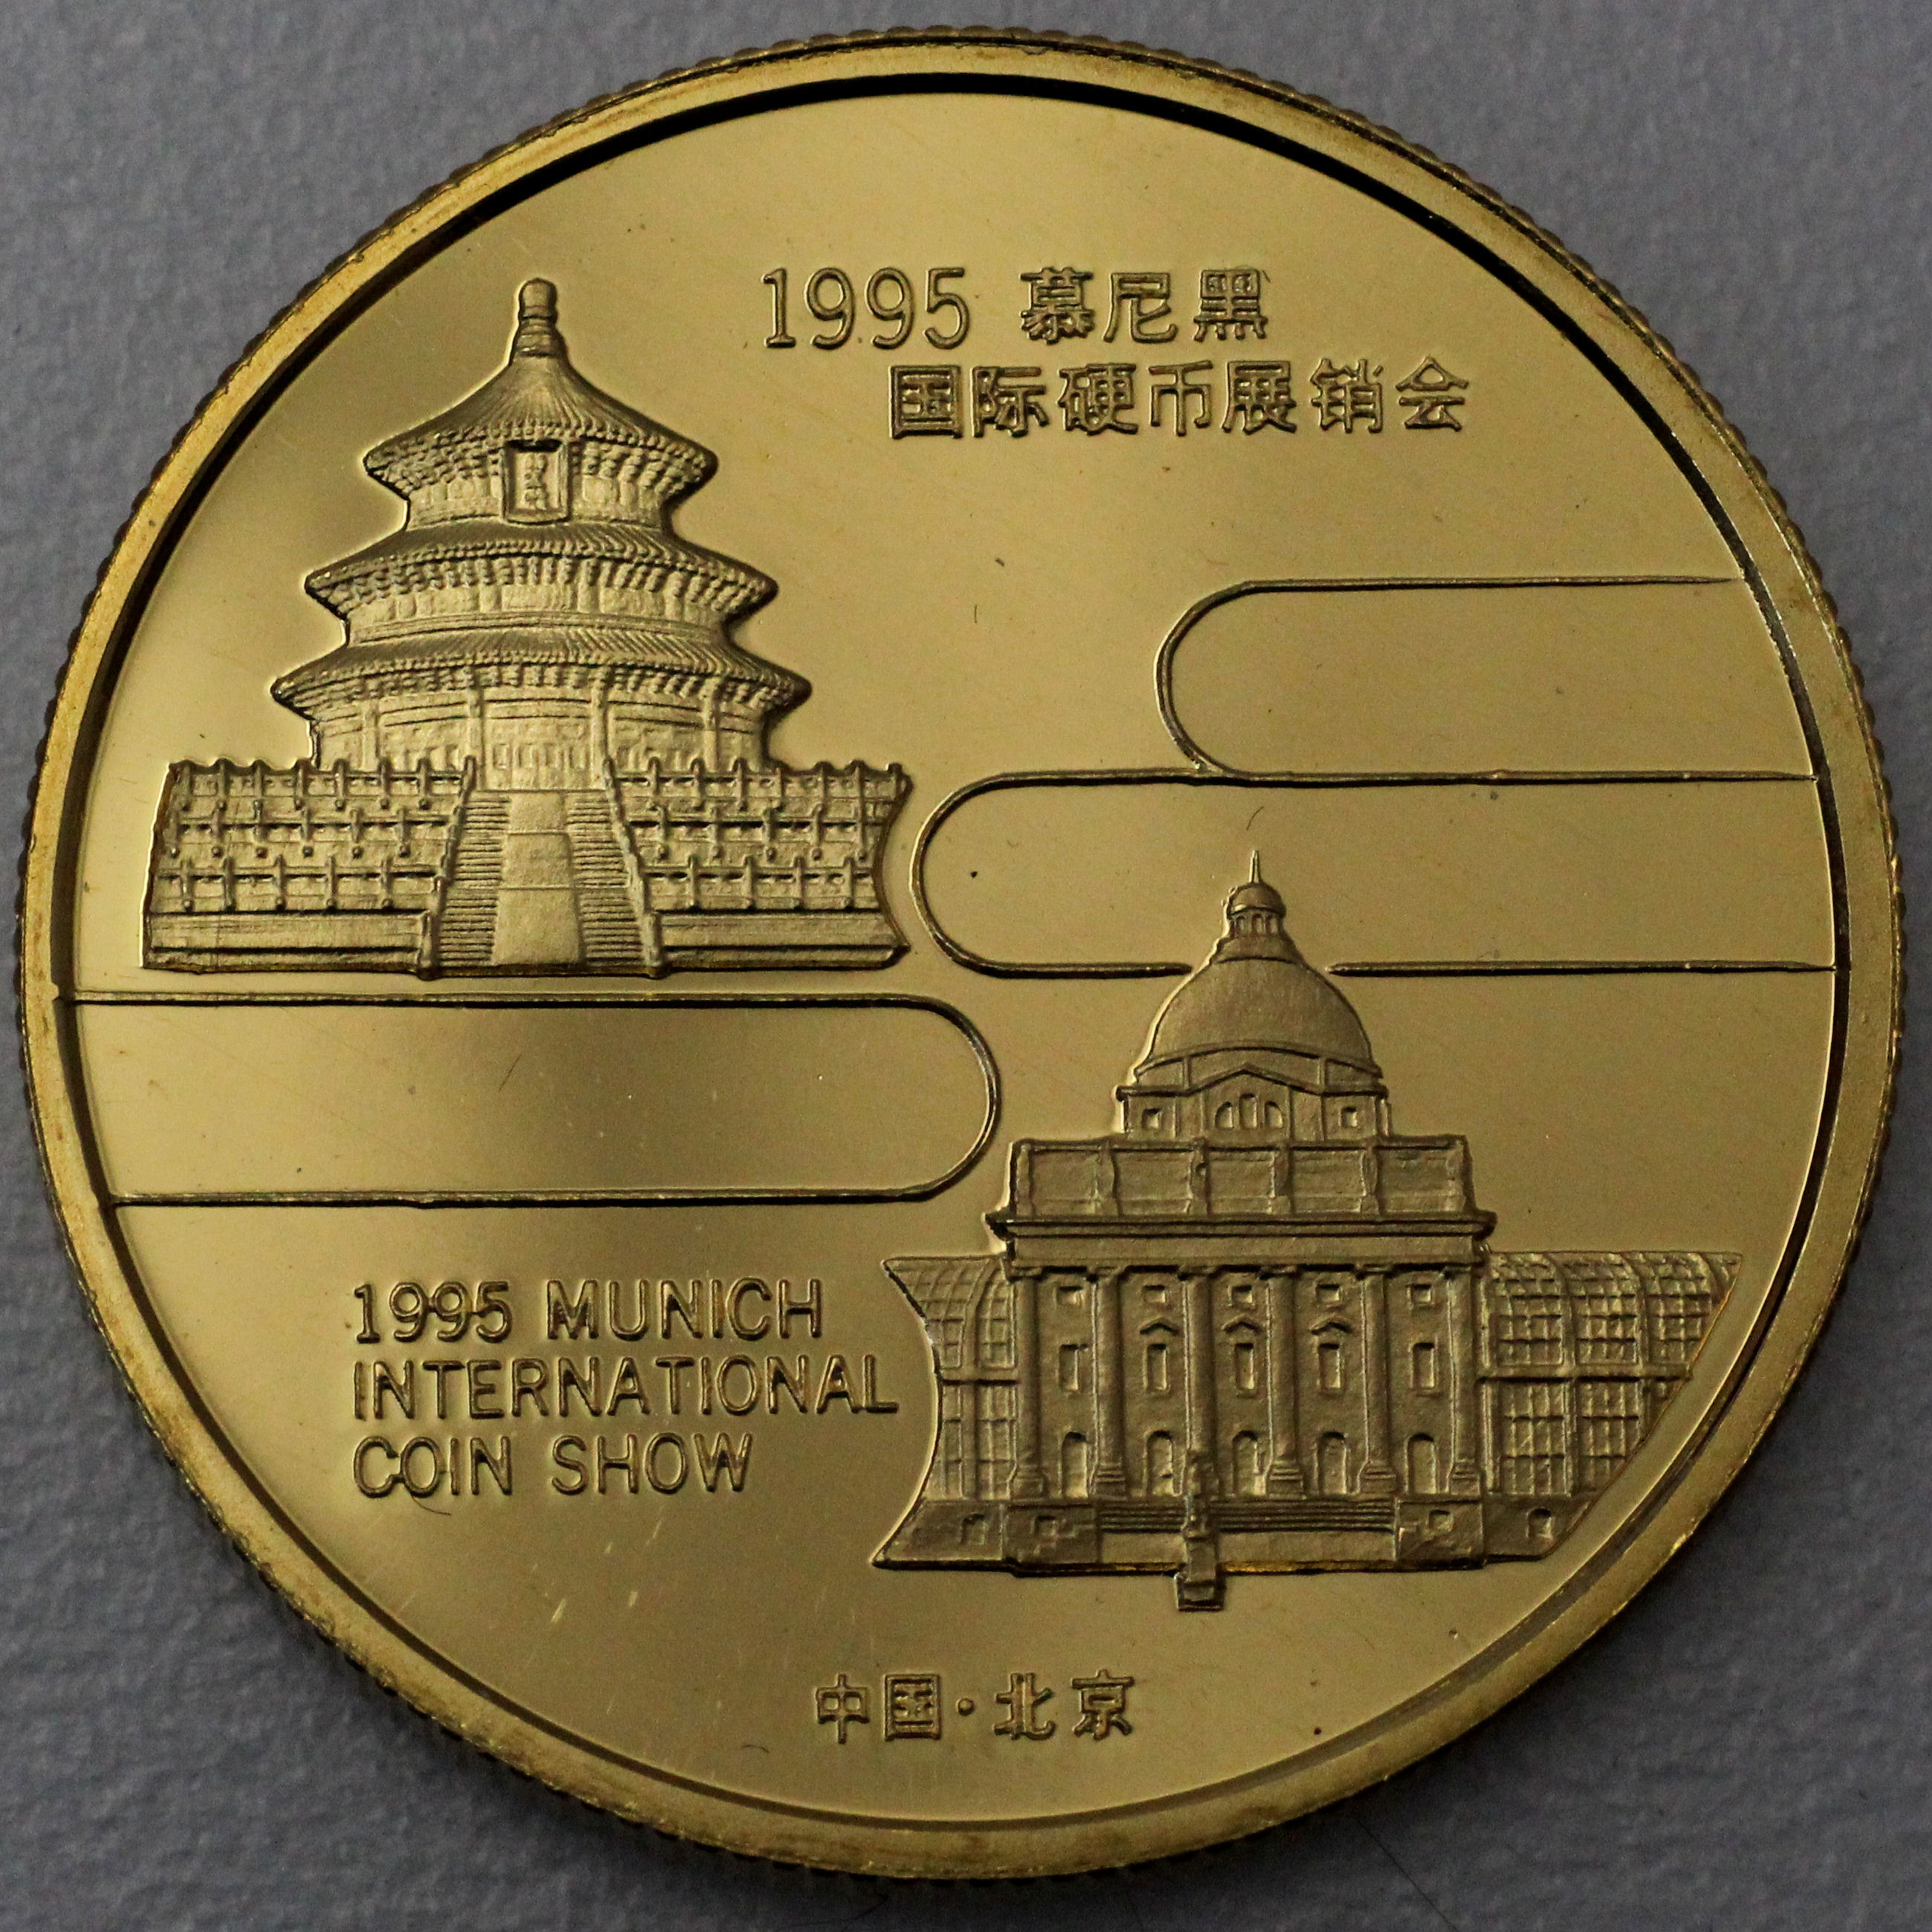 1995 慕尼黑
国际硬币展销会
1995 MUNICH
INTERNATIONAL
COIN SHOW
中国·北京